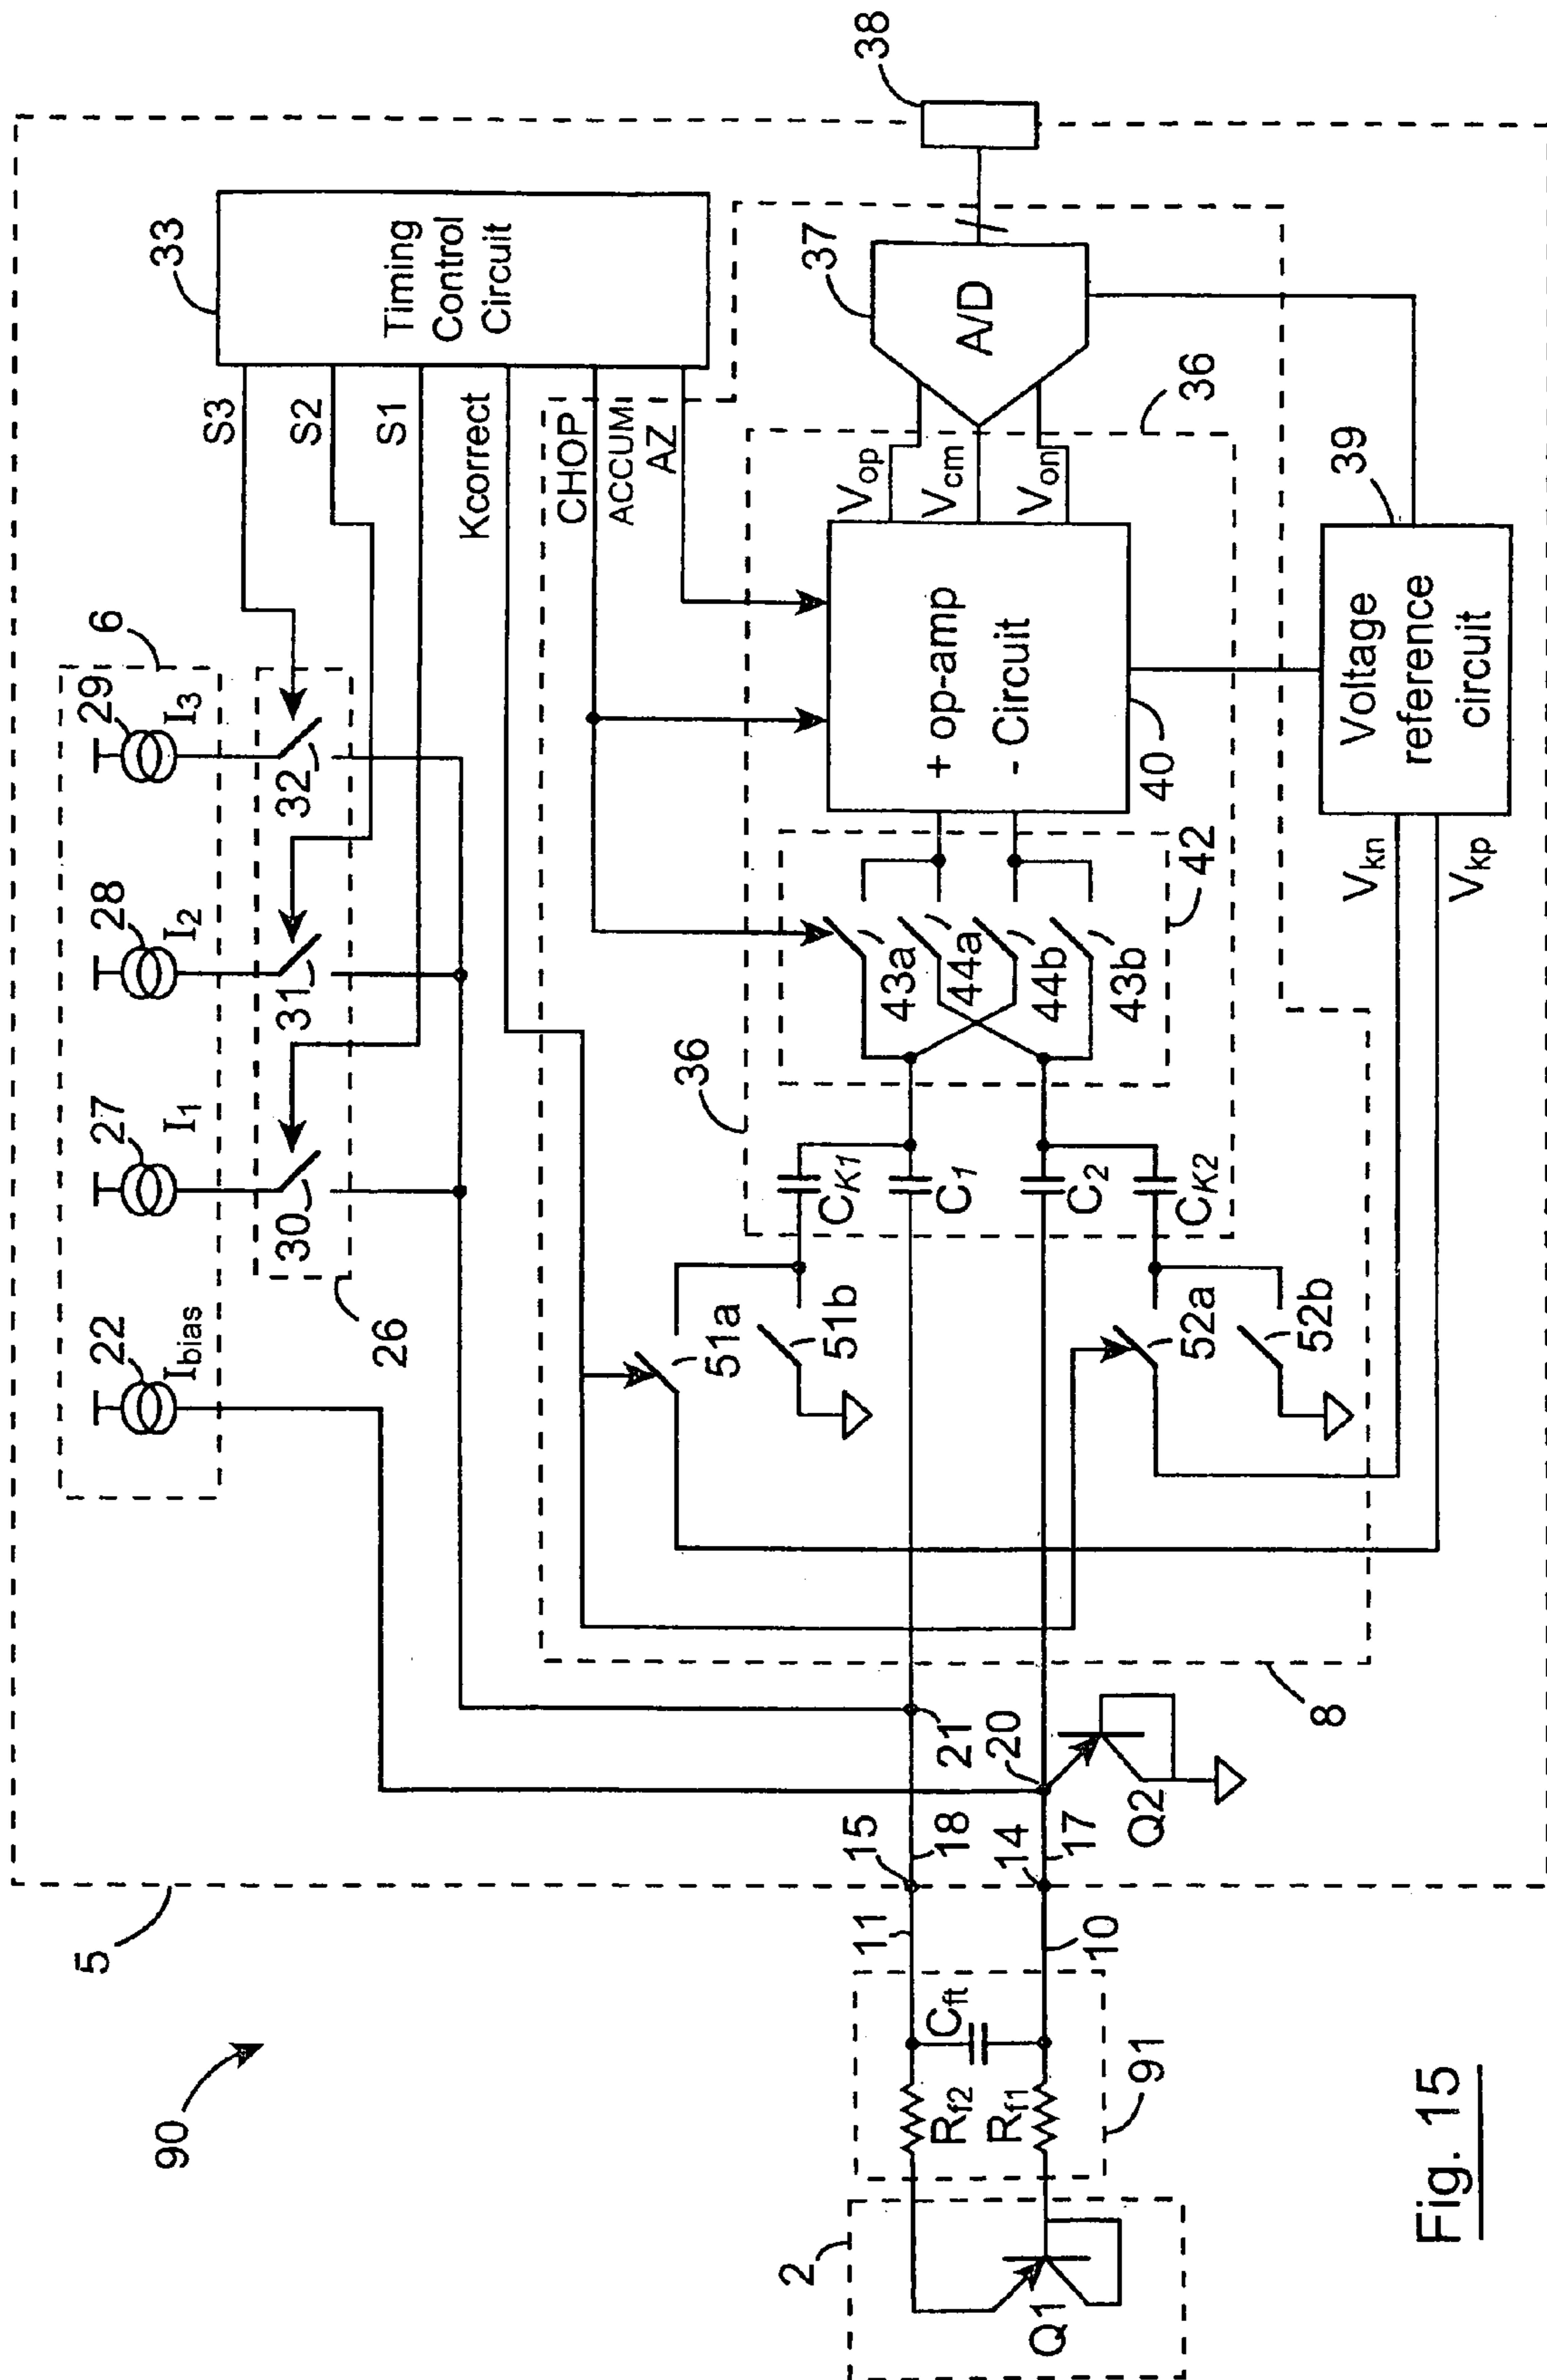 90
5
6
22
Ibias
27
I1
28
I2
29
I3
30
31
32
26
33
Timing
Control
Circuit
S3
S2
S1
Kcorrect
CHOP
ACCUM
AZ
2
Q1
Rf2
Rf1
Cft
91
11
10
15
14
18
17
21
20
Q2
8
51a
51b
52a
52b
36
CK1
C1
C2
CK2
43a
44a
44b
43b
42
+ op-amp
- Circuit
40
Vop
Vcm
Von
36
37
A/D
38
39
Voltage
reference
circuit
Vkn
Vkp
Fig. 15